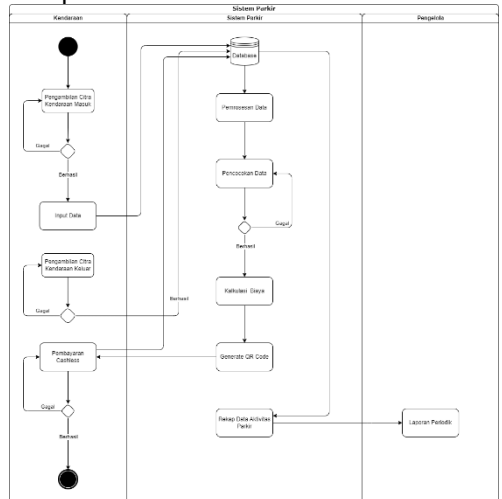 Sistem Parkir
Kendaraan
Sistem Parkir
Pengelola
Database
Pengambilan Citra
Kendaraan Masuk
Pemrosesan Data
Gagal
Pencocokan Data
Berhasil
Input Data
Gagal
Berhasil
Pengambilan Citra
Kendaraan Keluar
Kalkulasi Biaya
Berhasil
Gagal
Pembayaran
Cashless
Generate QR Code
Gagal
Rekap Data Aktivitas
Parkir
Laporan Periodik
Berhasil